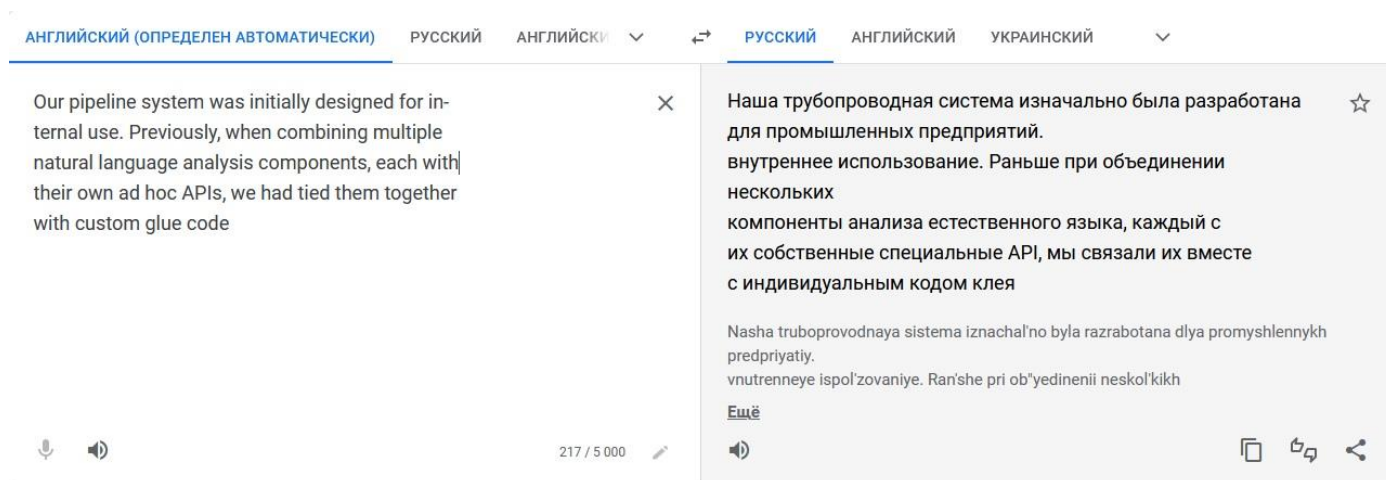 АНГЛИЙСКИЙ (ОПРЕДЕЛЕН АВТОМАТИЧЕСКИ) РУССКИЙ АНГЛИЙСКИ
РУССКИЙ АНГЛИЙСКИЙ УКРАИНСКИЙ
Our pipeline system was initially designed for in-
ternal use. Previously, when combining multiple
natural language analysis components, each with
their own ad hoc APIs, we had tied them together
with custom glue code
217 / 5 000
Наша трубопроводная система изначально была разработана
для промышленных предприятий.
внутреннее использование. Раньше при объединении
нескольких
компоненты анализа естественного языка, каждый с
их собственные специальные API, мы связали их вместе
с индивидуальным кодом клея
Nasha truboprovodnaya sistema iznachal'no byla razrabotana dlya promyshlennykh
predpriyatiy.
vnutrenneye ispol'zovaniye. Ran'she pri ob"yedinenii neskol'kikh
Ещё